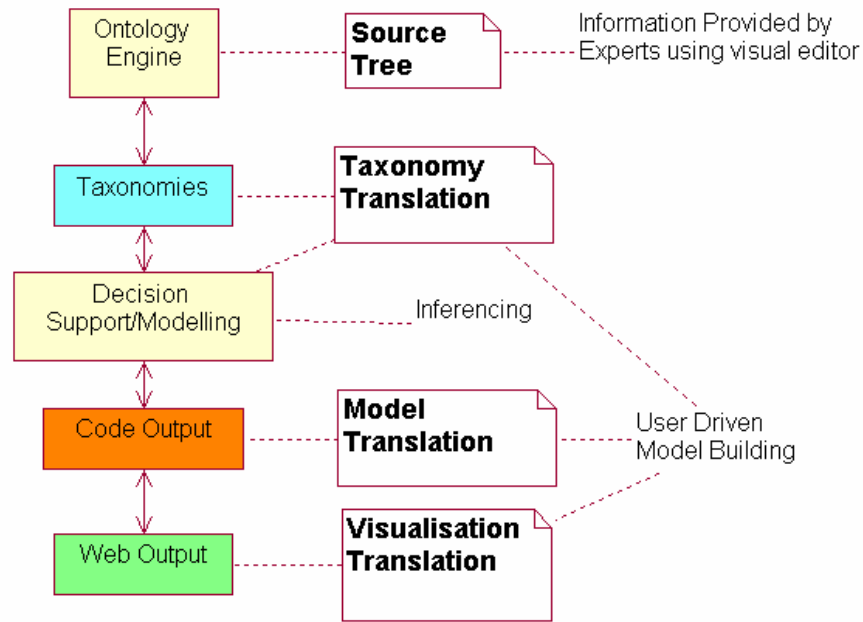 Ontology
Engine
Source
Tree
Information Provided by
Experts using visual editor
Taxonomies
Taxonomy
Translation
Decision
Support/Modelling
Inferencing
Code Output
Model
Translation
User Driven
Model Building
Web Output
Visualisation
Translation